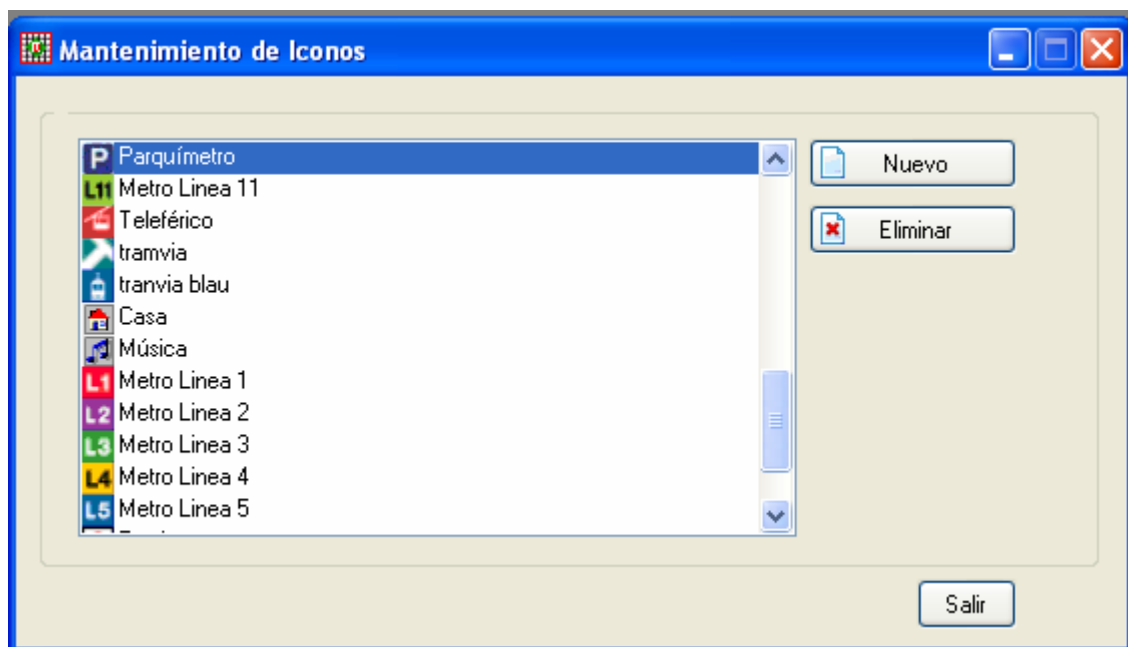 Mantenimiento de Iconos
P Parquímetro
L11 Metro Linea 11
Teleférico
tramvia
tranvia blau
Casa
Música
L1 Metro Linea 1
L2 Metro Linea 2
L3 Metro Linea 3
L4 Metro Linea 4
L5 Metro Linea 5
Nuevo
Eliminar
Salir